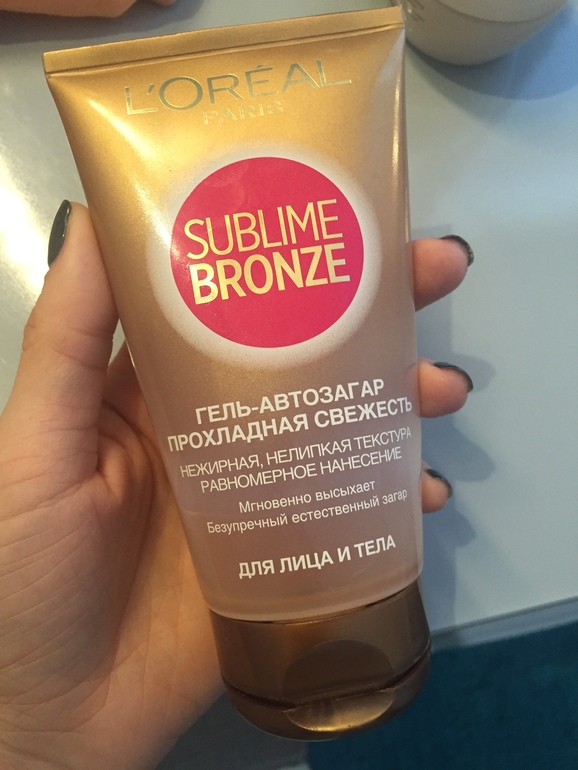 L'ORÉAL
PARIS
SUBLIME
BRONZE
ГЕЛЬ-АВТОЗАГАР
ПРОХЛАДНАЯ СВЕЖЕСТЬ
НЕЖИРНАЯ, НЕЛИПКАЯ ТЕКСТУРА
РАВНОМЕРНОЕ НАНЕСЕНИЕ
Мгновенно высыхает
Безупречный естественный загар
ДЛЯ ЛИЦА И ТЕЛА